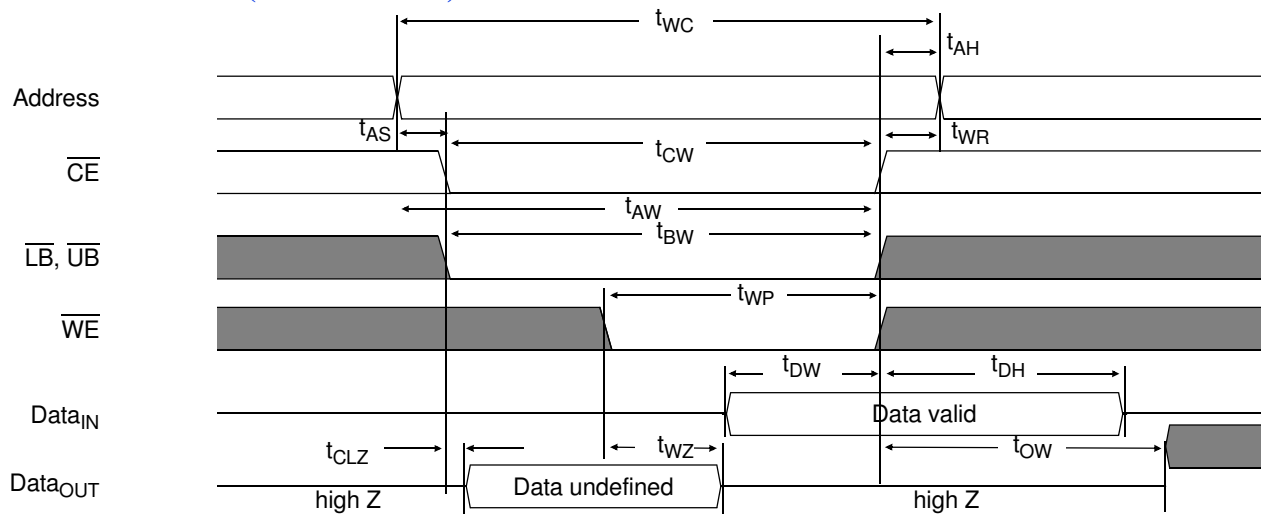 tWC
tAH
Address
tAS
tWR
CE
tCW
tAW
tBW
LB, UB
tWP
WE
tDW
tDH
DataIN
Data valid
tCLZ
tWZ
tOW
DataOUT
Data undefined
high Z
high Z